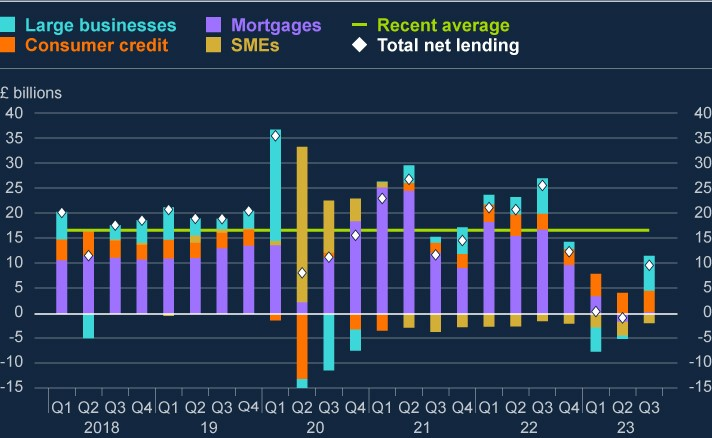 Large businesses Mortgages Recent average
Consumer credit SMEs Total net lending
£ billions
40 40
35 35
30 30
25 25
20 20
15 15
10 10
5 5
0 0
-5 -5
-10 -10
-15 -15
Q1 Q2 Q3 Q4 Q1 Q2 Q3 Q4 Q1 Q2 Q3 Q4 Q1 Q2 Q3 Q4 Q1 Q2 Q3 Q4 Q1 Q2 Q3
2018 19 20 21 22 23